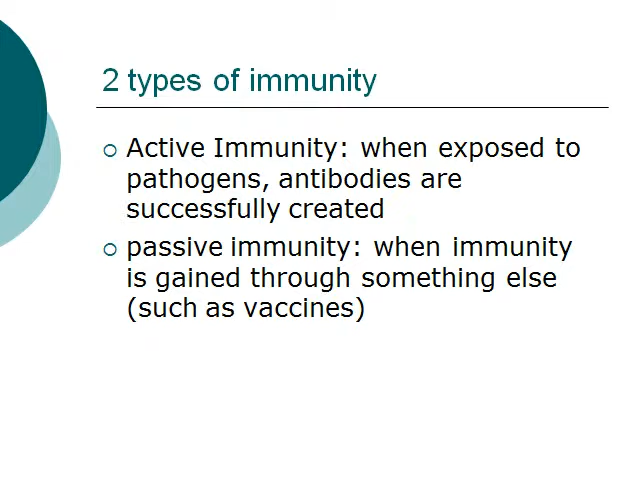 2 types of immunity
Active Immunity: when exposed to
pathogens, antibodies are
successfully created
passive immunity: when immunity
is gained through something else
(such as vaccines)